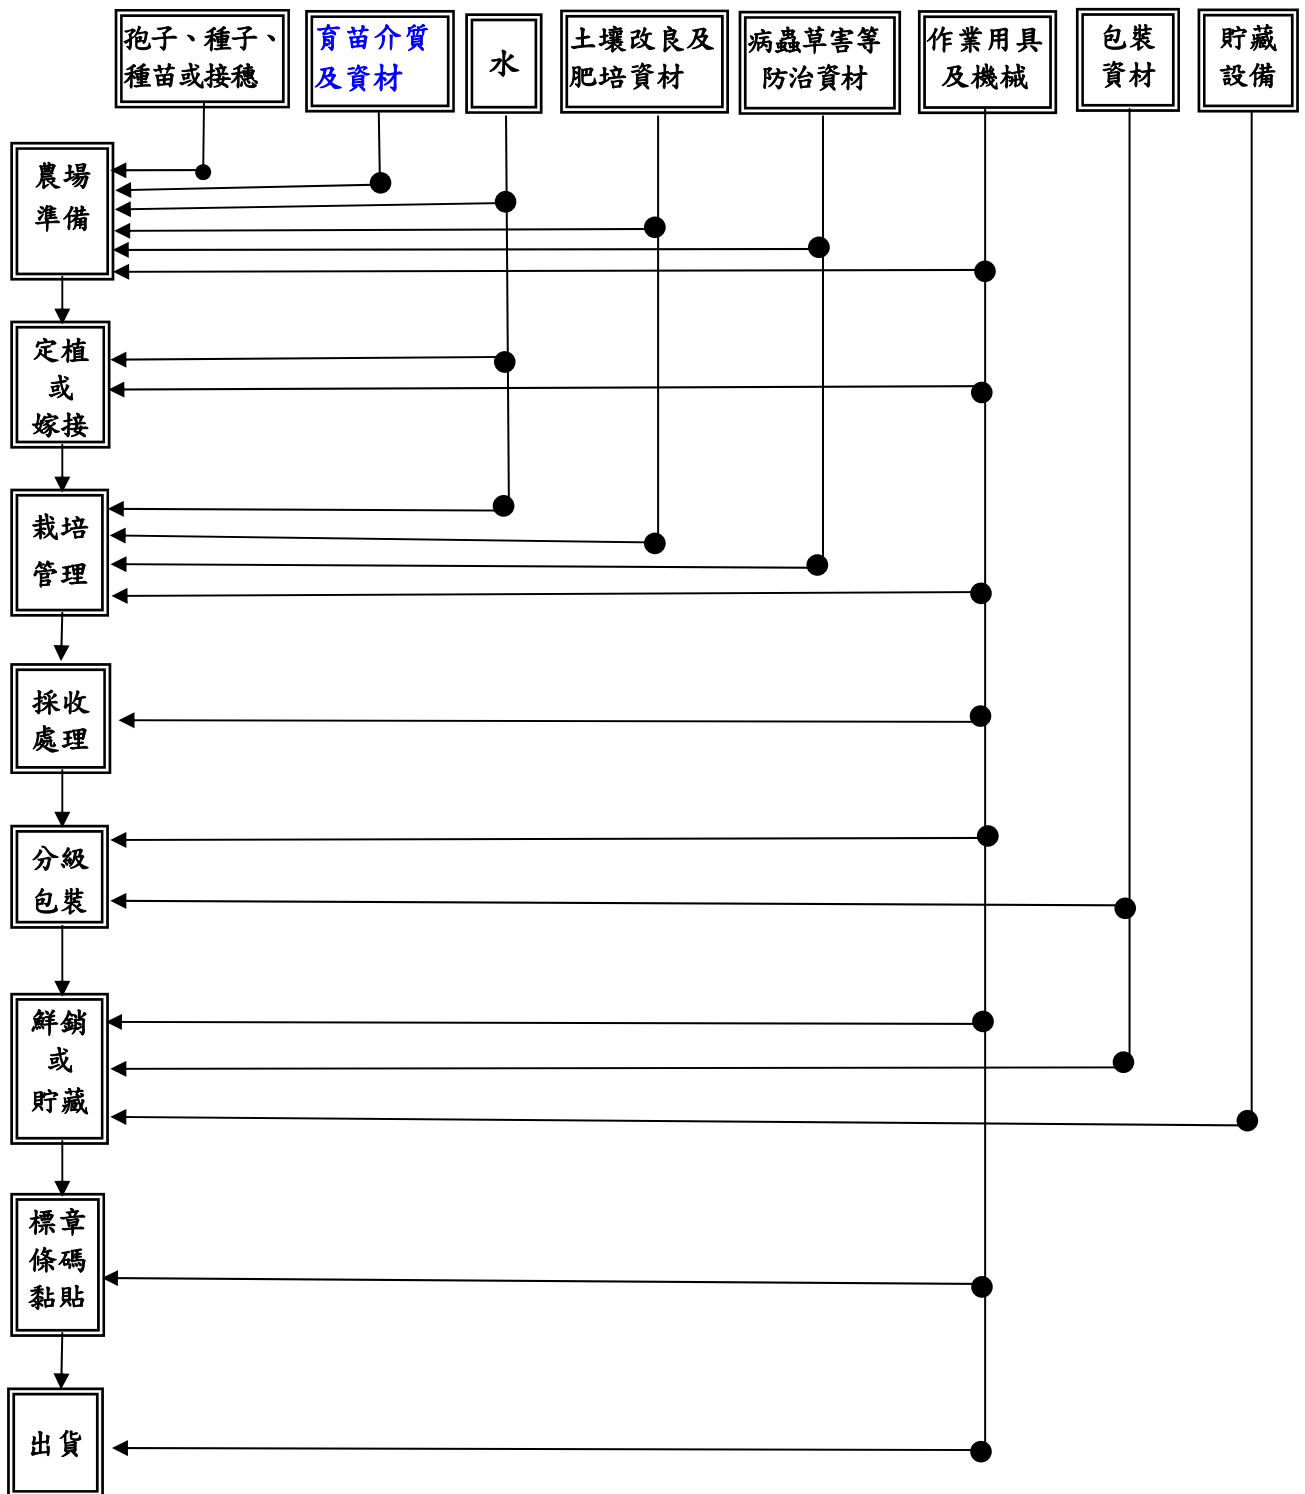 孢子、種子、
種苗或接穗
育苗介質
及資材
水
土壤改良及
肥培資材
病蟲草害等
防治資材
作業用具
及機械
包裝
資材
貯藏
設備
農場
準備
定植
或
嫁接
栽培
管理
採收
處理
分級
包裝
鮮銷
或
貯藏
標章
條碼
黏貼
出貨